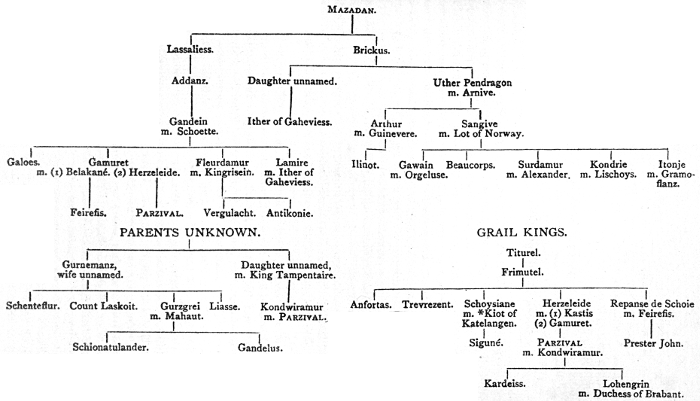 MAZADAN.
Lassaliess. Brickus.
Addanz. Daughter unnamed. Uther Pendragon
m. Arnive.
Gandein
m. Schoette.
Ither of Gaheviess.
Arthur
m. Guinevere.
Sangive
m. Lot of Norway.
Galoes.
Gamuret
m. (1) Belakané. (2) Herzeleide.
Fleurdamur
m. Kingrisein.
Lamire
m. Ither of
Gaheviess.
Ilinot.
Gawain
m. Orgeluse.
Beaucorps.
Surdamur
m. Alexander.
Kondrie
m. Lischoys.
Itonje
m. Gramo-
flanz.
Feirefis. PARZIVAL. Vergulacht. Antikonie.
PARENTS UNKNOWN.
Gurnemanz,
wife unnamed.
Daughter unnamed,
m. King Tampentaire.
Schenteflur. Count Laskoit.
Gurzgrei
m. Mahaut.
Liasse.
Kondwiramur
m. PARZIVAL.
Schionatulander. Gandelus.
GRAIL KINGS.
Titurel.
Frimutel.
Anfortas. Trevrezent.
Schoysiane
m. *Kiot of
Katelangen.
Herzeleide
m. (1) Kastis
(2) Gamuret.
Repanse de Schoie
m. Feirefis.
Siguné.
PARZIVAL
m. Kondwiramur.
Prester John.
Kardeiss.
Lohengrin
m. Duchess of Brabant.